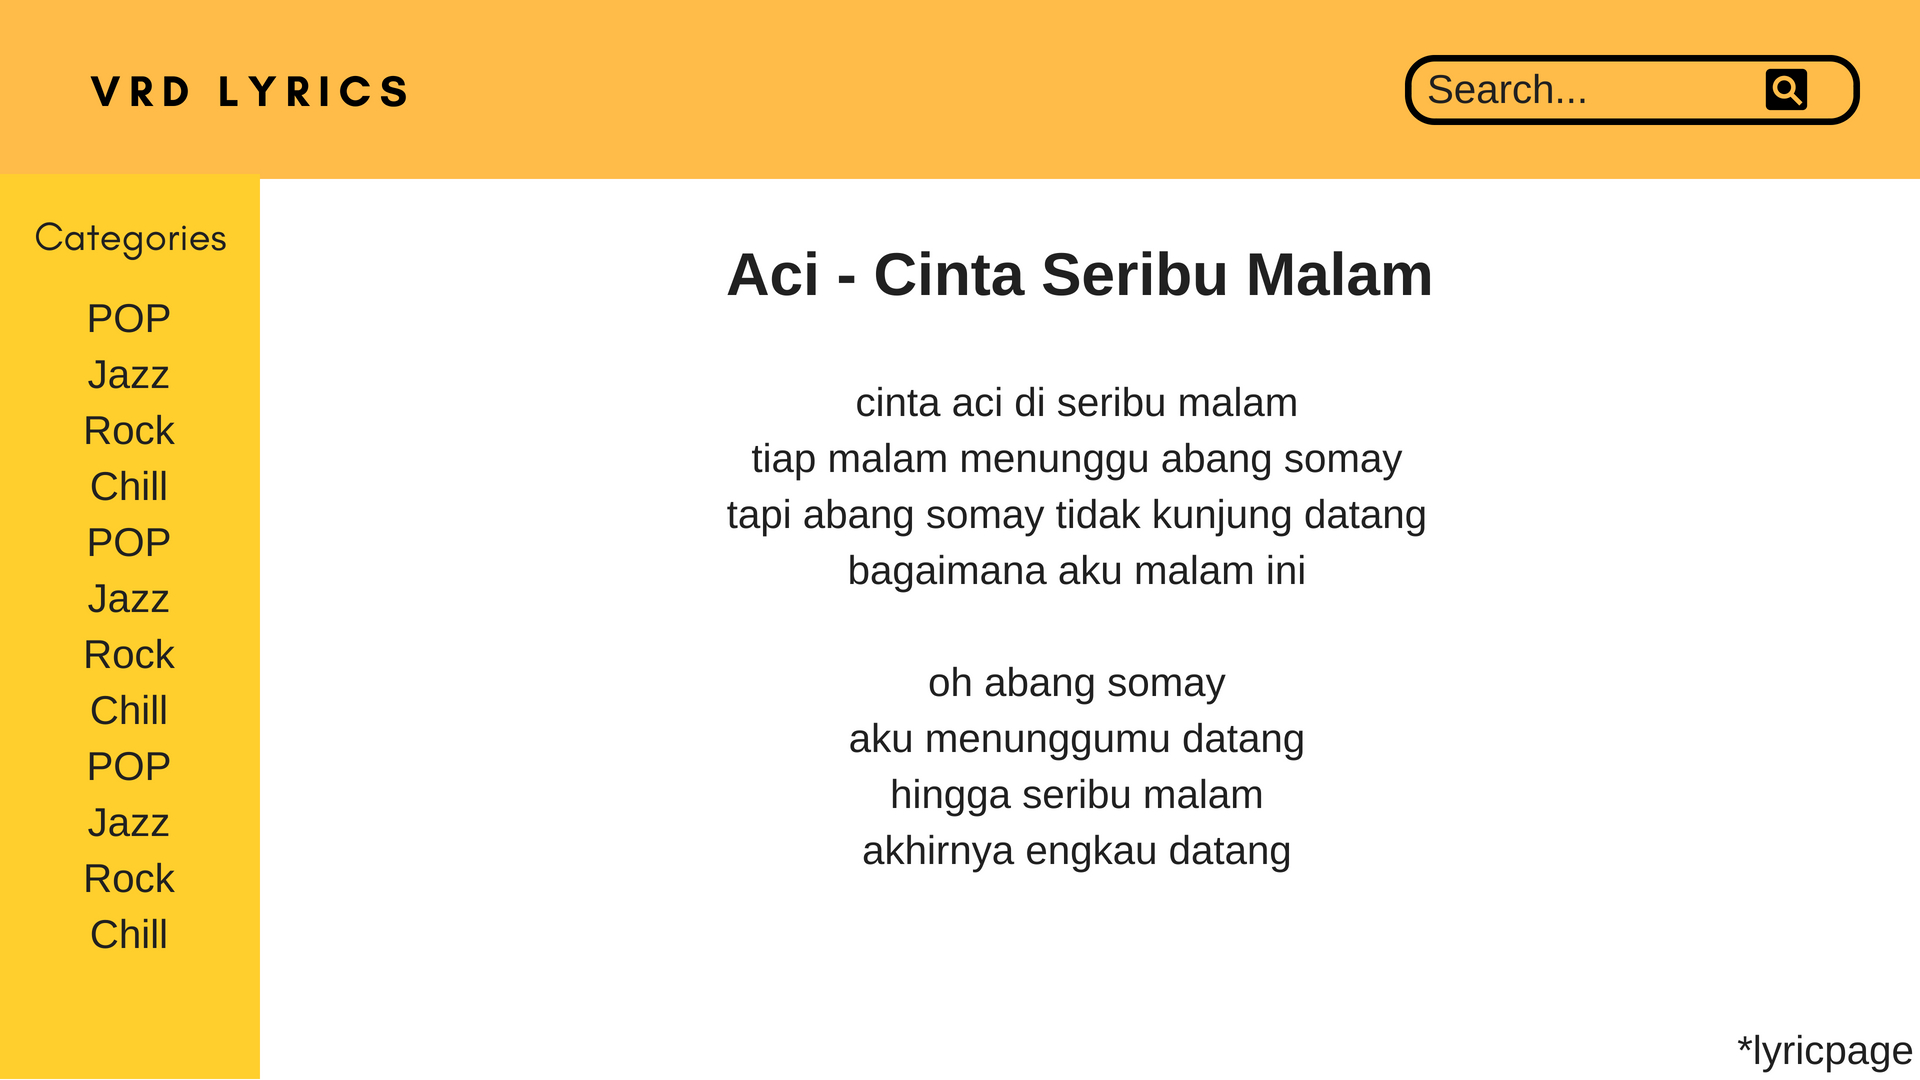 VRD LYRICS
Search...
Categories
POP
Jazz
Rock
Chill
POP
Jazz
Rock
Chill
POP
Jazz
Rock
Chill
Aci - Cinta Seribu Malam
cinta aci di seribu malam
tiap malam menunggu abang somay
tapi abang somay tidak kunjung datang
bagaimana aku malam ini
oh abang somay
aku menunggumu datang
hingga seribu malam
akhirnya engkau datang
*lyricpage